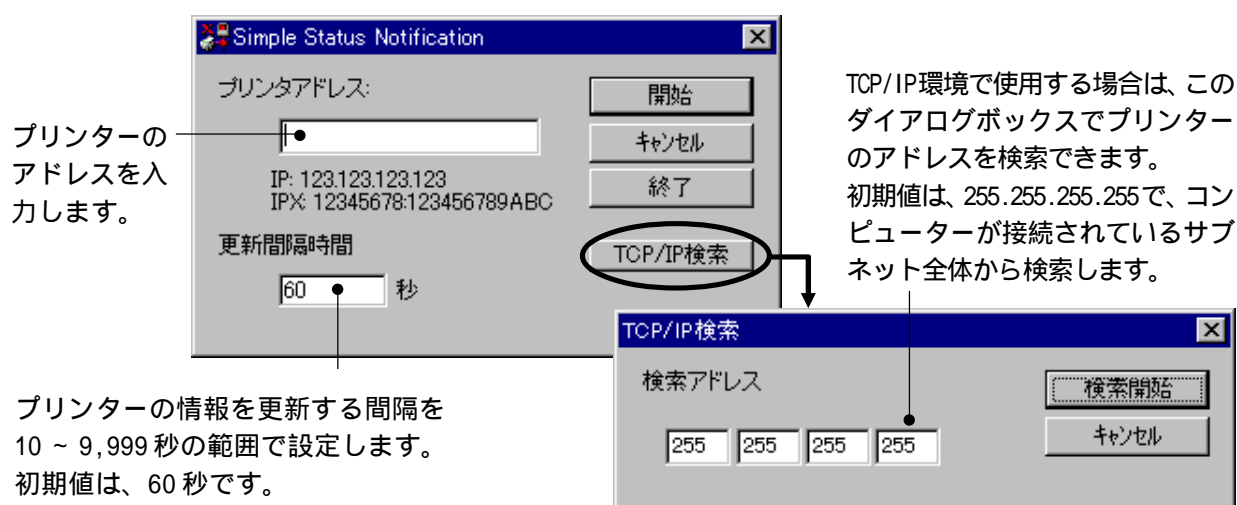 Simple Status Notification
プリンタアドレス:
開始
キャンセル
IP: 123.123.123.123
IPX: 12345678:123456789ABC
終了
更新間隔時間
TCP/IP検索
60
秒
プリンターの
アドレスを入
力します。
TCP/IP環境で使用する場合は、この
ダイアログボックスでプリンター
のアドレスを検索できます。
初期値は、255.255.255.255で、コン
ピューターが接続されているサブ
ネット全体から検索します。
プリンターの情報を更新する間隔を
10 ~ 9,999秒の範囲で設定します。
初期値は、60秒です。
TCP/IP検索
検索アドレス
検索開始
キャンセル
255 255 255 255